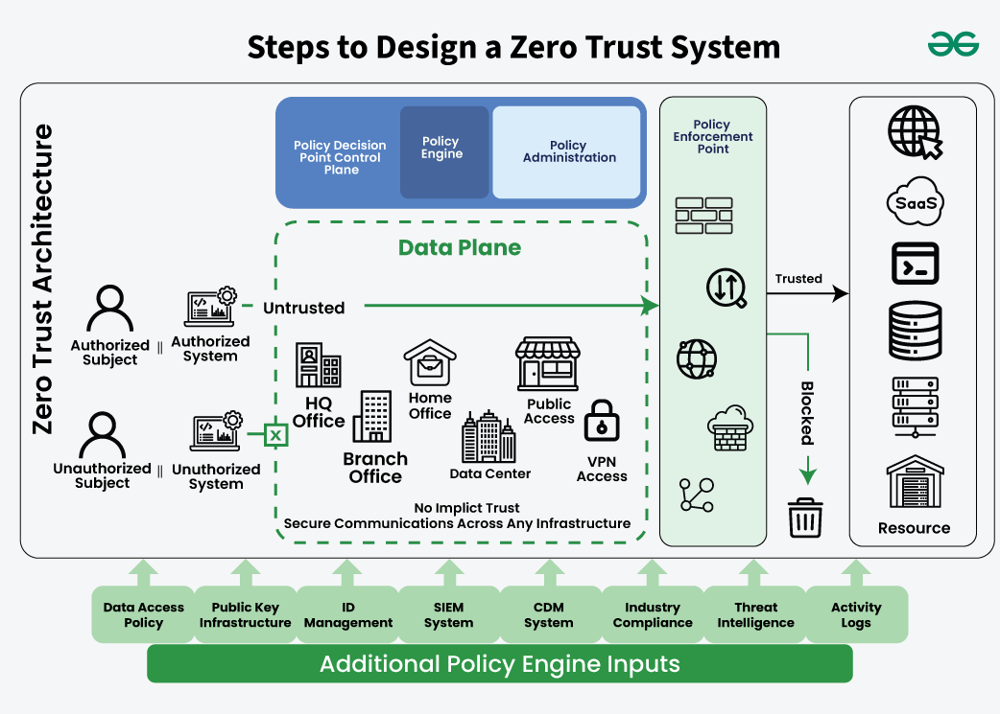 Steps to Design a Zero Trust System
Zero Trust Architecture
Policy Decision
Point Control
Plane
Policy
Engine
Policy
Administration
Policy
Enforcement
Point
Data Plane
SaaS
Untrusted
Trusted
Authorized
Subject
||
Authorized
System
HQ
Office
Home
Office
Public
Access
Blocked
Branch
Office
Data Center
VPN
Access
X
Unauthorized
Subject
||
Unuthorized
System
No Implict Trust
Secure Communications Across Any Infrastructure
Resource
Data Access
Policy
Public Key
Infrastructure
ID
Management
SIEM
System
CDM
System
Industry
Compliance
Threat
Intelligence
Activity
Logs
Additional Policy Engine Inputs